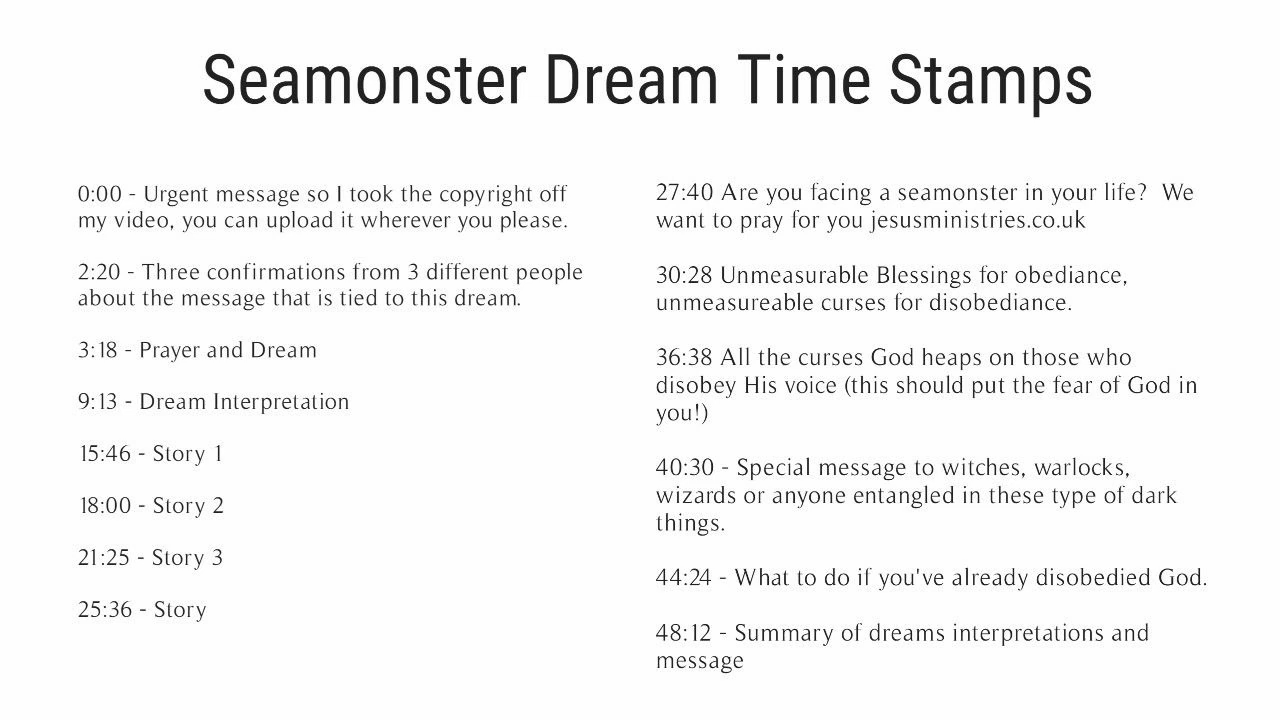 Seamonster Dream Time Stamps
0:00 - Urgent message so I took the copyright off
my video, you can upload it wherever you please.
2:20 - Three confirmations from 3 different people
about the message that is tied to this dream.
3:18 - Prayer and Dream
9:13 - Dream Interpretation
15:46 - Story 1
18:00 - Story 2
21:25 - Story 3
25:36 - Story
27:40 Are you facing a seamonster in your life?  We
want to pray for you jesusministries.co.uk
30:28 Unmeasurable Blessings for obediance,
unmeasureable curses for disobediance.
36:38 All the curses God heaps on those who
disobey His voice (this should put the fear of God in
you!)
40:30 - Special message to witches, warlocks,
wizards or anyone entangled in these type of dark
things.
44:24 - What to do if you've already disobedied God.
48:12 - Summary of dreams interpretations and
message